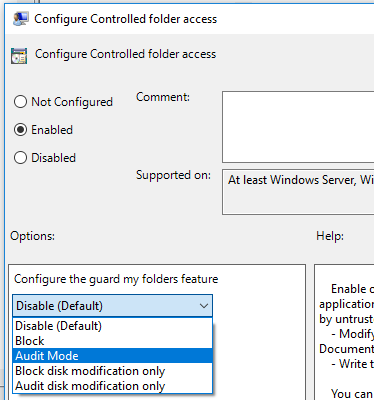 Configure Controlled folder access
Configure Controlled folder access
Not Configured
Comment:
Enabled
Disabled
Supported on:
At least Windows Server, Wi
Options:
Help:
Configure the guard my folders feature
Disable (Default)
Disable (Default)
Block
Audit Mode
Block disk modification only
Audit disk modification only
Enable c
application
by untrust
- Modify
Document
- Write t
You can